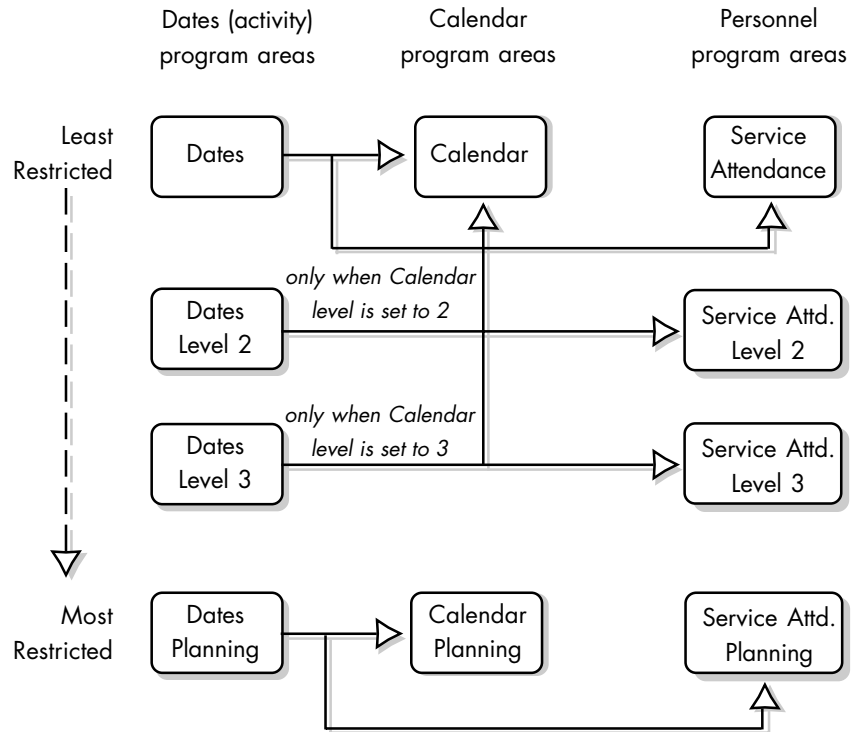 Dates (activity)
program areas
Calendar
program areas
Personnel
program areas
Least
Restricted
Dates
Calendar
Service
Attendance
only when Calendar
level is set to 2
Dates
Level 2
Service Attd.
Level 2
only when Calendar
level is set to 3
Dates
Level 3
Service Attd.
Level 3
Most
Restricted
Dates
Planning
Calendar
Planning
Service Attd.
Planning